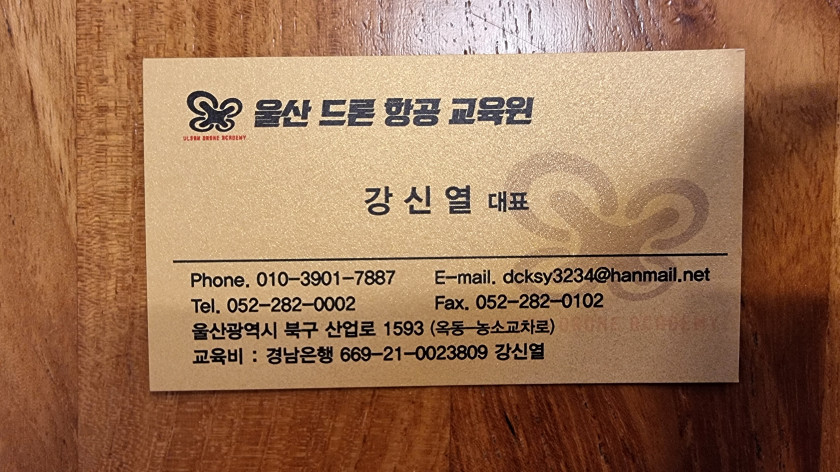 울산 드론 항공 교육원
ULSAN DRONE ACADEMY
강신열 대표
Phone. 010-3901-7887 E-mail. dcksy3234@hanmail.net
Tel. 052-282-0002 Fax. 052-282-0102
울산광역시 북구 산업로 1593 (옥동-농소교차로)
DRONE ACADEMY
교육비 : 경남은행 669-21-0023809 강신열